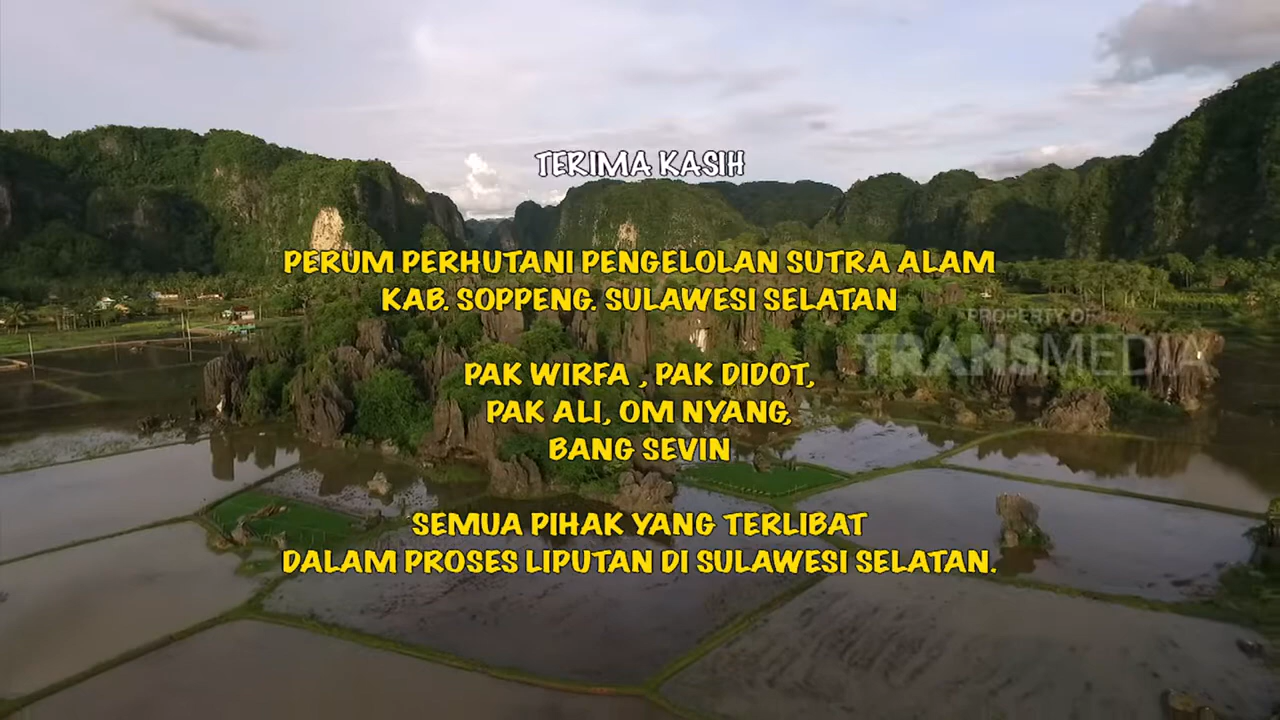 TERIMA KASIH
PERUM PERHUTANI PENGELOLAN SUTRA ALAM
KAB. SOPPENG. SULAWESI SELATAN
PROPERTY OF
TRANSMEDIA
PAK WIRFA , PAK DIDOT,
PAK ALI, OM NYANG,
BANG SEVIN
SEMUA PIHAK YANG TERLIBAT
DALAM PROSES LIPUTAN DI SULAWESI SELATAN.